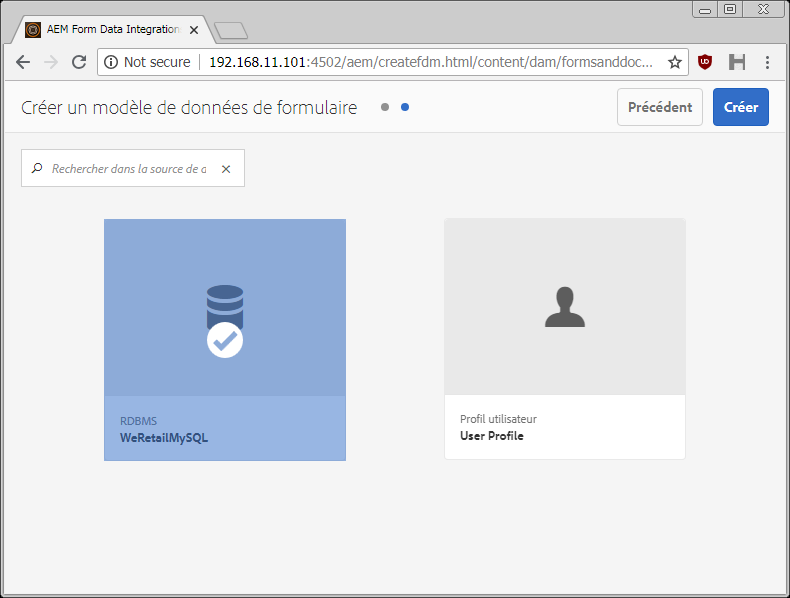 AEM Form Data Integration
Not secure
192.168.11.101:4502/aem/createfdm.html/content/dam/formsanddoc...
UD
Créer un modèle de données de formulaire
Précédent
Créer
Rechercher dans la source de d
RDBMS
WeRetailMySQL
Profil utilisateur
User Profile